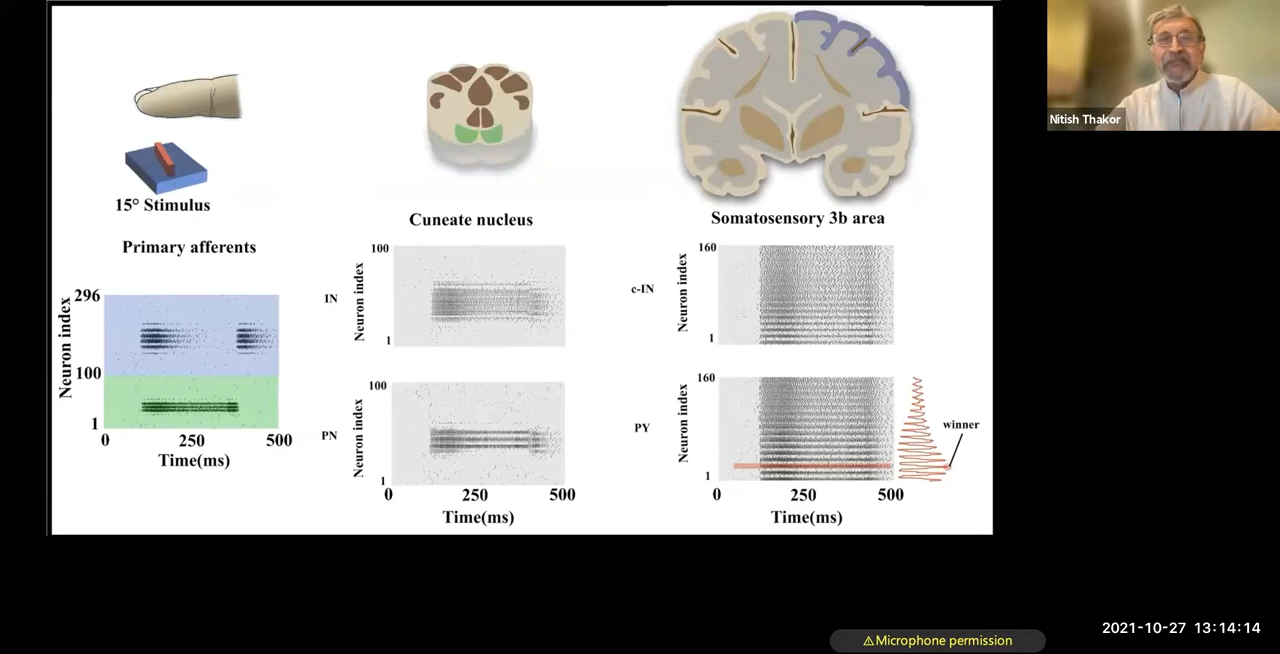 Nitish Thakor
15° Stimulus
Cuneate nucleus
Somatosensory 3b area
Primary afferents
296
100
1
Neuron index
0
250
500
Time(ms)
IN
100
1
Neuron index
PN
100
1
Neuron index
0
250
500
Time(ms)
c-IN
160
1
Neuron index
PY
160
1
Neuron index
0
250
500
Time(ms)
winner
2021-10-27 13:14:14
⚠Microphone permission